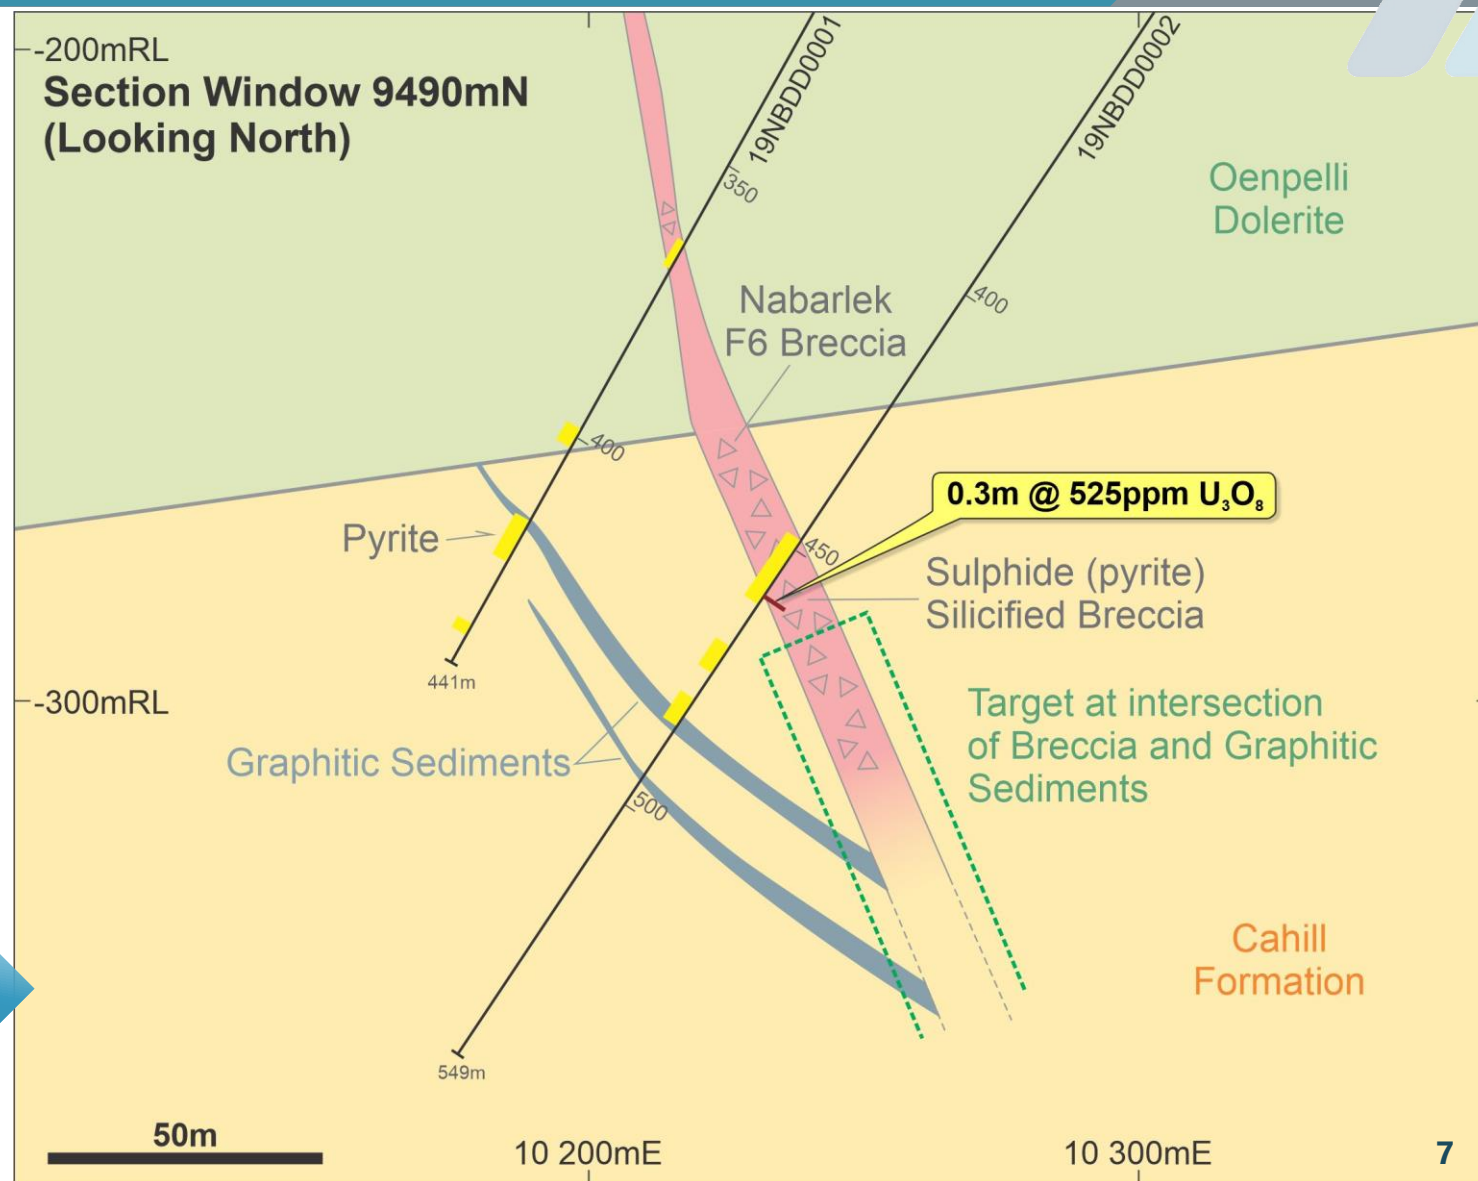 -200mRL
Section Window 9490mN
(Looking North)
19NBDD0001
19NBDD0002
350
Oenpelli
Dolerite
400
Nabarlek
F6 Breccia
400
0.3m @ 525ppm U₃O₈
Pyrite
450
Sulphide (pyrite)
Silicified Breccia
441m
-300mRL
Target at intersection
of Breccia and Graphitic
Sediments
Graphitic Sediments
500
Cahill
Formation
549m
50m
10 200mE
10 300mE
7